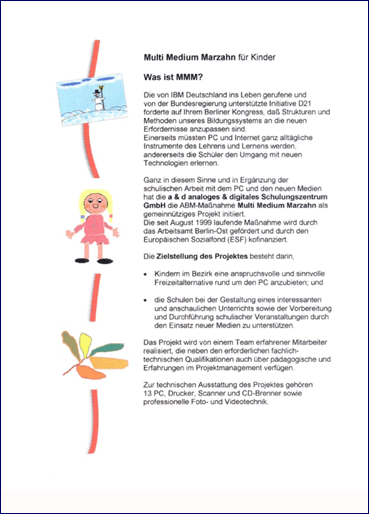 Multi Medium Marzahn für Kinder
Was ist MMM?
Die von IBM Deutschland ins Leben gerufene und
von der Bundesregierung unterstützte Initiative D21
forderte auf Ihrem Berliner Kongress, daß Strukturen und
Methoden unseres Bildungssystems an die neuen
Erfordernisse anzupassen sind.
Einerseits müssten PC und Internet ganz alltägliche
Instrumente des Lehrens und Lernens werden,
andererseits die Schüler den Umgang mit neuen
Technologien erlernen.
Ganz in diesem Sinne und in Ergänzung der
schulischen Arbeit mit dem PC und den neuen Medien
hat die a & d analoges & digitales Schulungszentrum
GmbH die ABM-Maßnahme Multi Medium Marzahn als
gemeinnütziges Projekt initiiert.
Die seit August 1999 laufende Maßnahme wird durch
das Arbeitsamt Berlin-Ost gefördert und durch den
Europäischen Sozialfond (ESF) kofinanziert.
Die Zielstellung des Projektes besteht darin,
• Kindern im Bezirk eine anspruchsvolle und sinnvolle
Freizeitalternative rund um den PC anzubieten; und
• die Schulen bei der Gestaltung eines interessanten
und anschaulichen Unterrichts sowie der Vorbereitung
und Durchführung schulischer Veranstaltungen durch
den Einsatz neuer Medien zu unterstützen.
Das Projekt wird von einem Team erfahrener Mitarbeiter
realisiert, die neben den erforderlichen fachlich-
technischen Qualifikationen auch über pädagogische und
Erfahrungen im Projektmanagement verfügen.
Zur technischen Ausstattung des Projektes gehören
13 PC, Drucker, Scanner und CD-Brenner sowie
professionelle Foto- und Videotechnik.